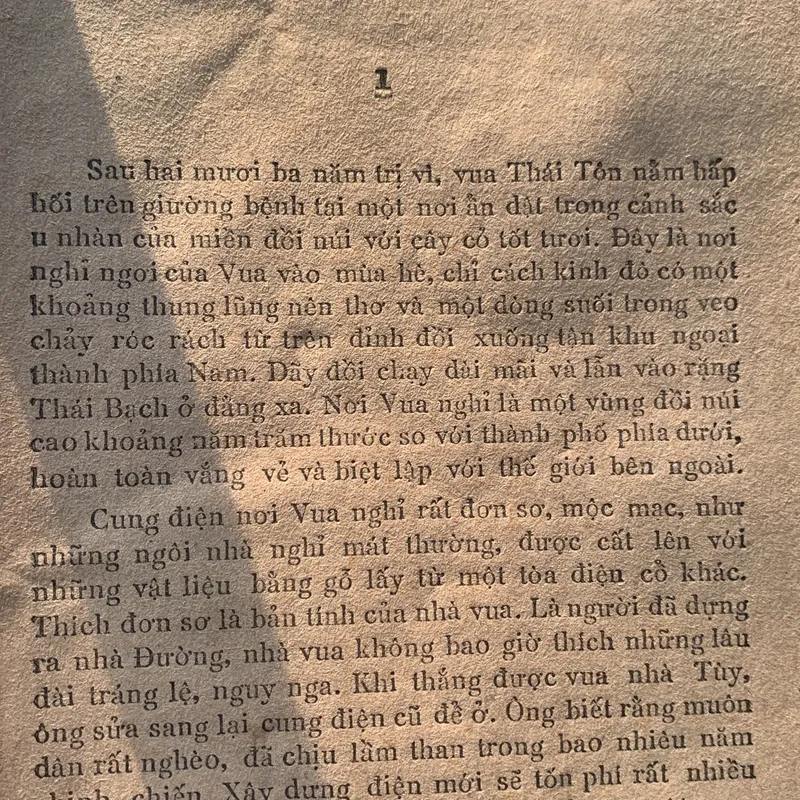 1
Sau hai mươi ba năm trị vì, vua Thái Tôn nằm hấp
hối trên giường bệnh tại một nơi ẩn dật trong cảnh sắc
u nhàn của miền đồi núi với cây cỏ tốt tươi. Đây là nơi
nghỉ ngơi của Vua vào mùa hè, chỉ cách kinh đô có một
khoảng thung lũng nên thơ và một dòng suối trong veo
chảy róc rách từ trên đỉnh đồi xuống tận khu ngoại
thành phía Nam. Dãy đồi chạy dài mãi và lẫn vào rặng
Thái Bạch ở đằng xa. Nơi Vua nghỉ là một vùng đồi núi
cao khoảng năm trăm thước so với thành phố phía dưới,
hoàn toàn vắng vẻ và biệt lập với thế giới bên ngoài.
Cung điện nơi Vua nghỉ rất đơn sơ, mộc mạc, như
những ngôi nhà nghỉ mát thường, được cất lên với
những vật liệu bằng gỗ lấy từ một tòa điện cổ khác.
Thích đơn sơ là bản tính của nhà vua. Là người đã dựng
ra nhà Đường, nhà vua không bao giờ thích những lâu
đài tráng lệ, nguy nga. Khi thắng được vua nhà Tùy,
ông sửa sang lại cung điện cũ để ở. Ông biết rằng muôn
dân rất nghèo, đã chịu lầm than trong bao nhiêu năm
chiến. Xây dựng điện mới sẽ tốn phí rất nhiều